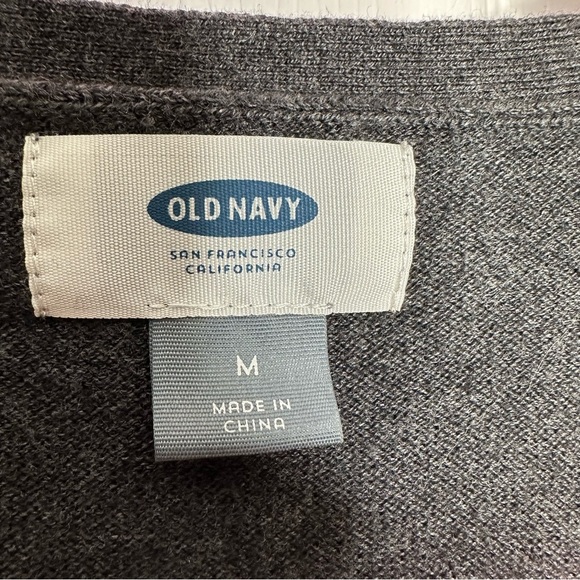 OLD NAVY
SAN FRANCISCO
CALIFORNIA
M
MADE IN
CHINA